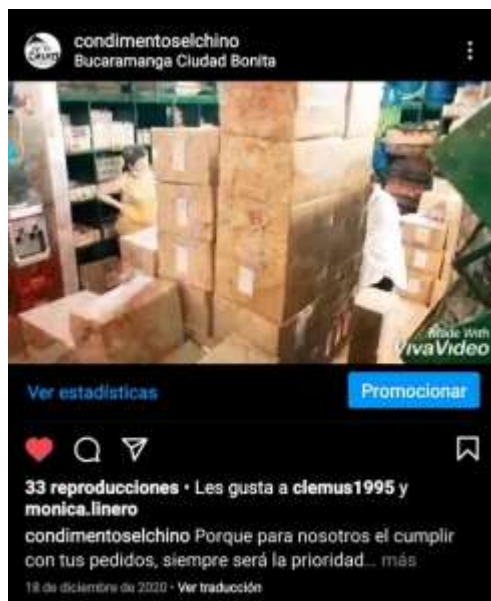 condimentoselchino
Bucaramanga Ciudad Bonita
Made With
VivaVideo
Ver estadísticas
Promocionar
33 reproducciones • Les gusta a clemus1995 y
monica.linero
condimentoselchino Porque para nosotros el cumplir
con tus pedidos, siempre será la prioridad... más
18 de diciembre de 2020 • Ver traducción